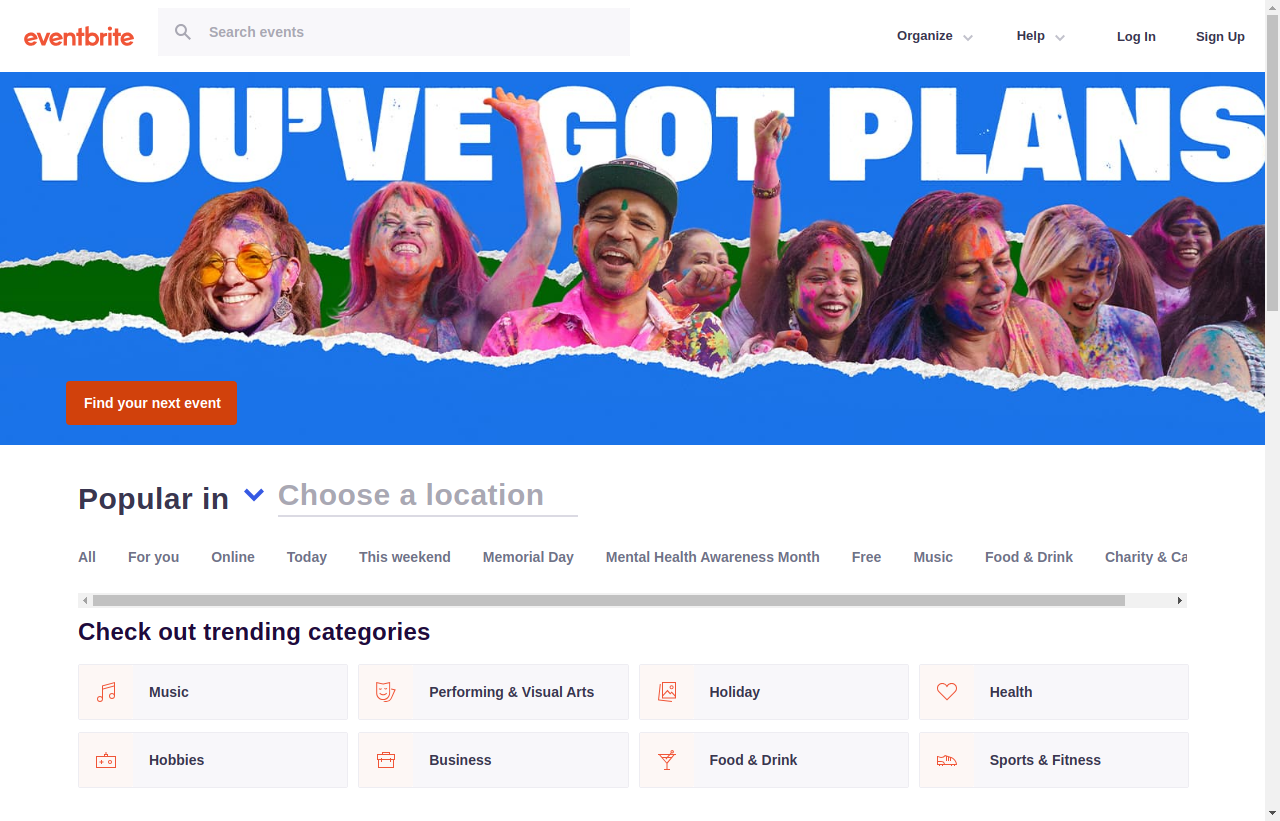 eventbrite
Search events
Organize
Help
Log In
Sign Up
YOU'VE GOT PLANS
Find your next event
Popular in
Choose a location
All
For you
Online
Today
This weekend
Memorial Day
Mental Health Awareness Month
Free
Music
Food & Drink
Charity & Ca
Check out trending categories
Music
Performing & Visual Arts
Holiday
Health
Hobbies
Business
Food & Drink
Sports & Fitness